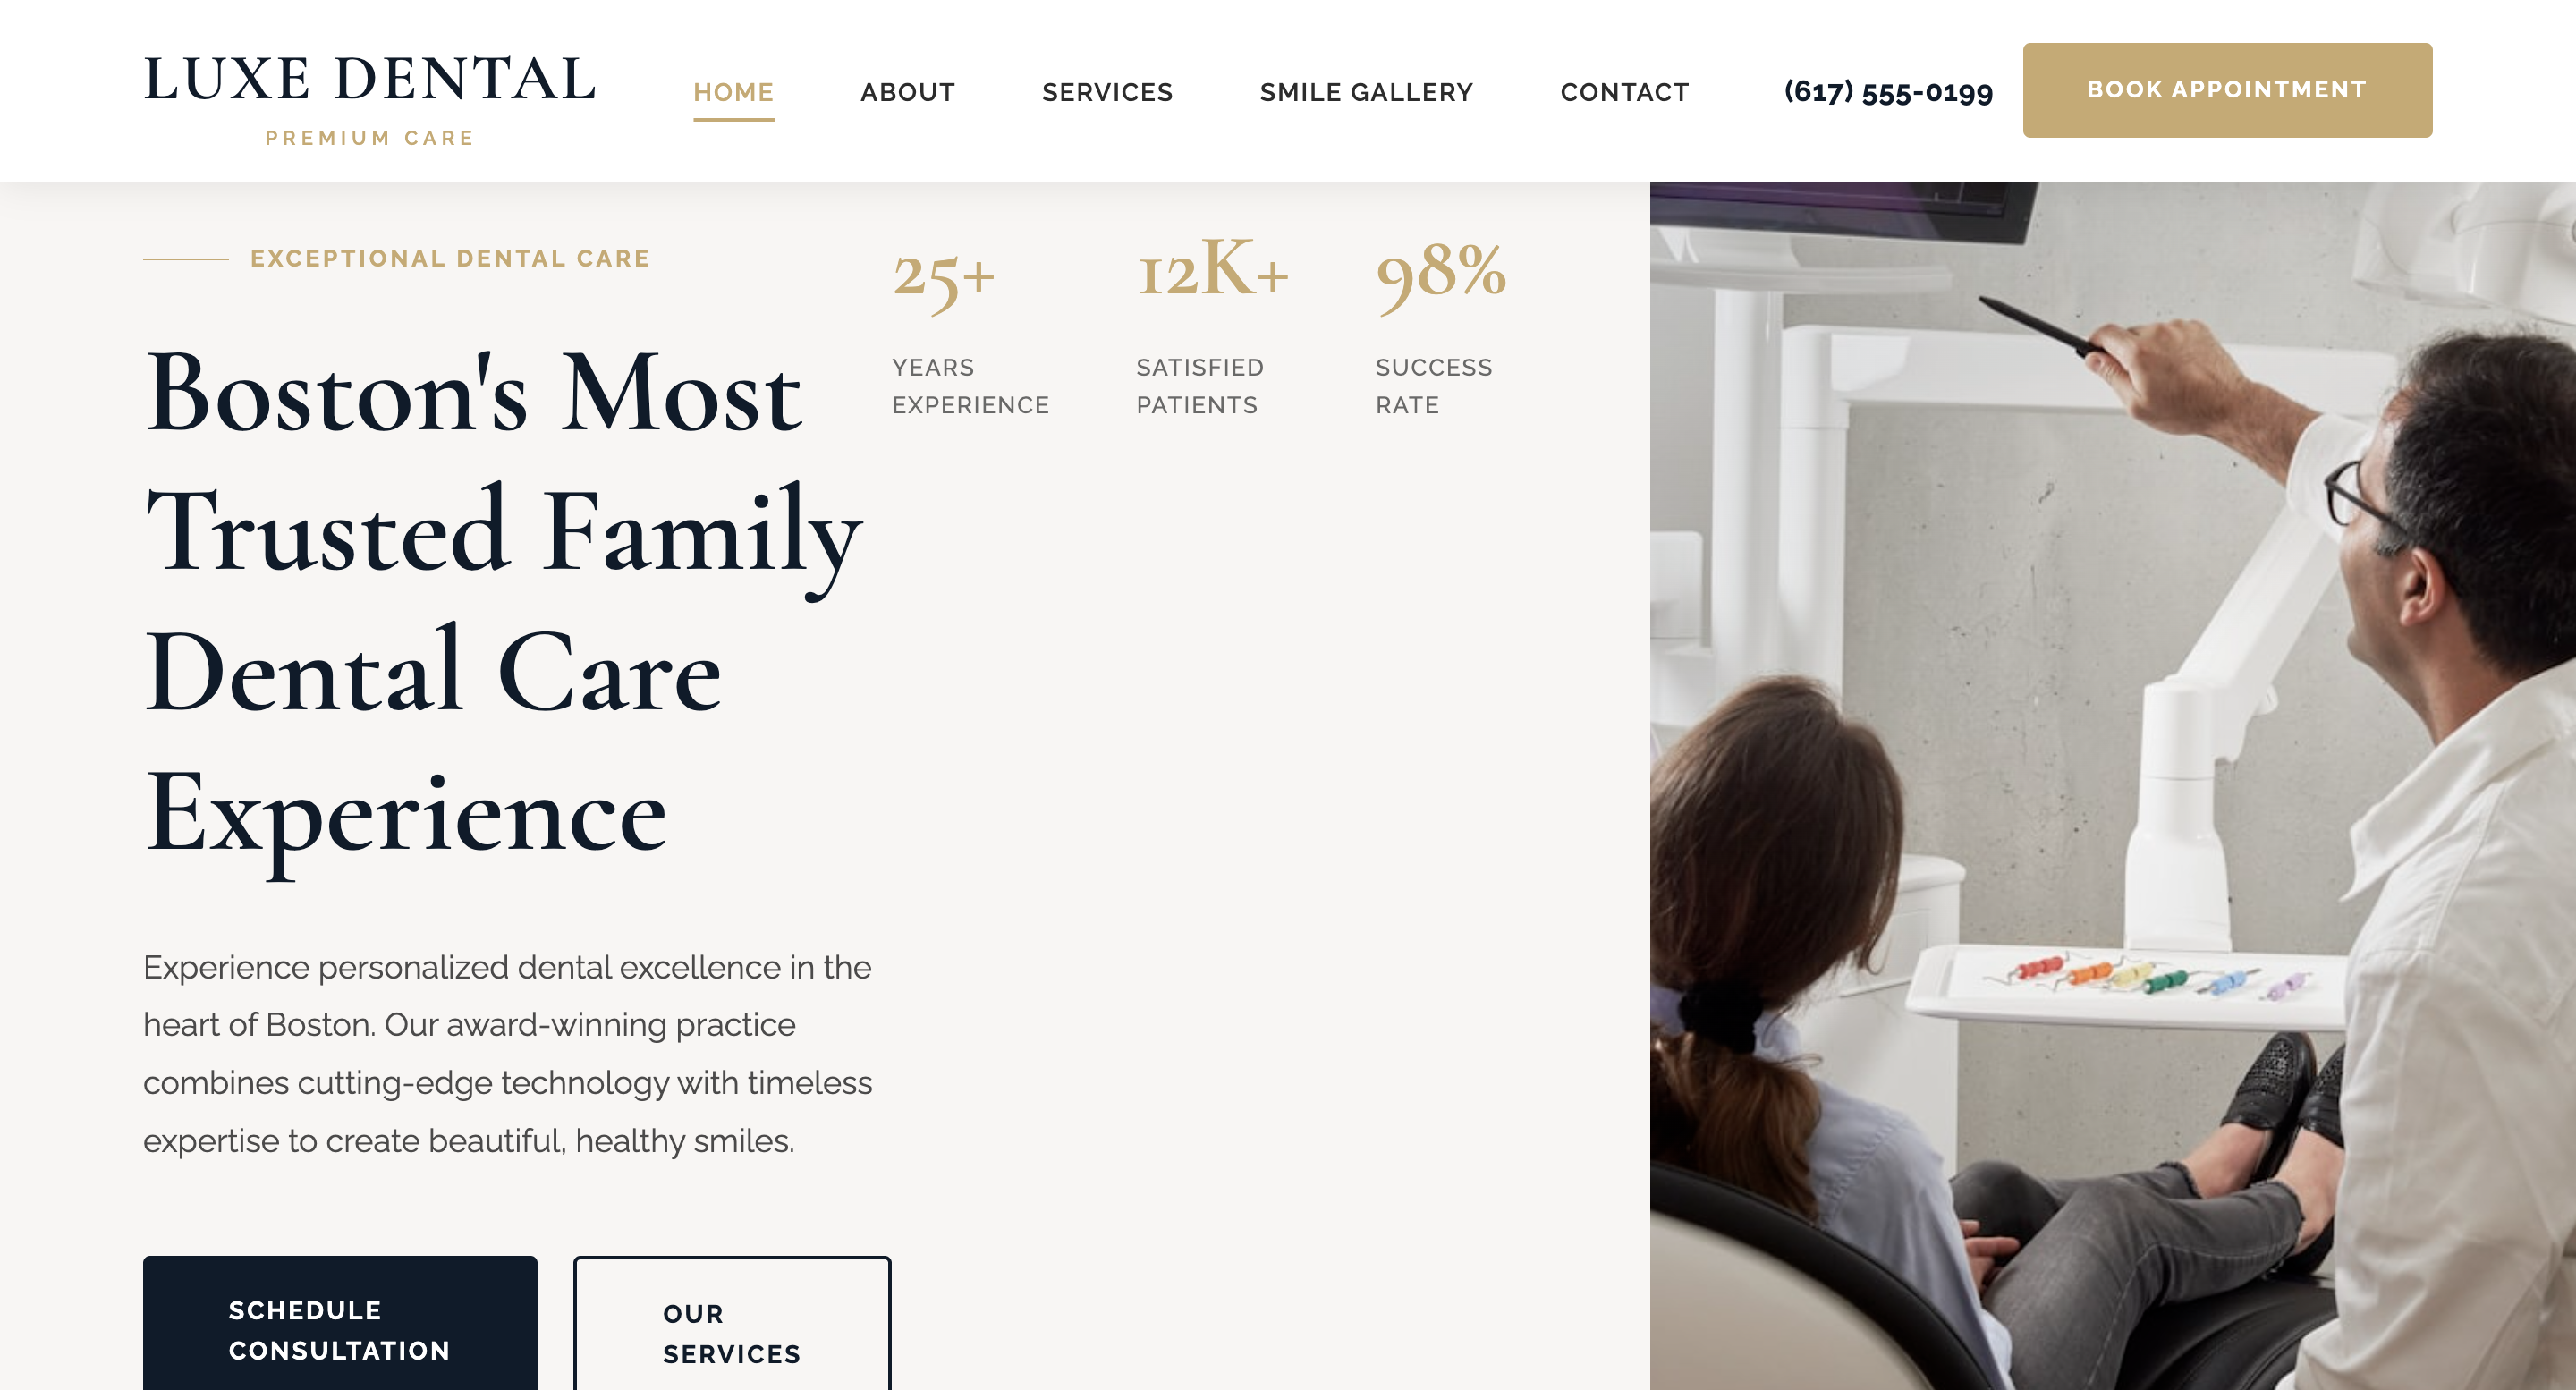 LUXE DENTAL
PREMIUM CARE
HOME
ABOUT
SERVICES
SMILE GALLERY
CONTACT
(617) 555-0199
BOOK APPOINTMENT
EXCEPTIONAL DENTAL CARE
Boston's Most
Trusted Family
Dental Care
Experience
Experience personalized dental excellence in the
heart of Boston. Our award-winning practice
combines cutting-edge technology with timeless
expertise to create beautiful, healthy smiles.
SCHEDULE
CONSULTATION
OUR
SERVICES
25+
YEARS
EXPERIENCE
12K+
SATISFIED
PATIENTS
98%
SUCCESS
RATE